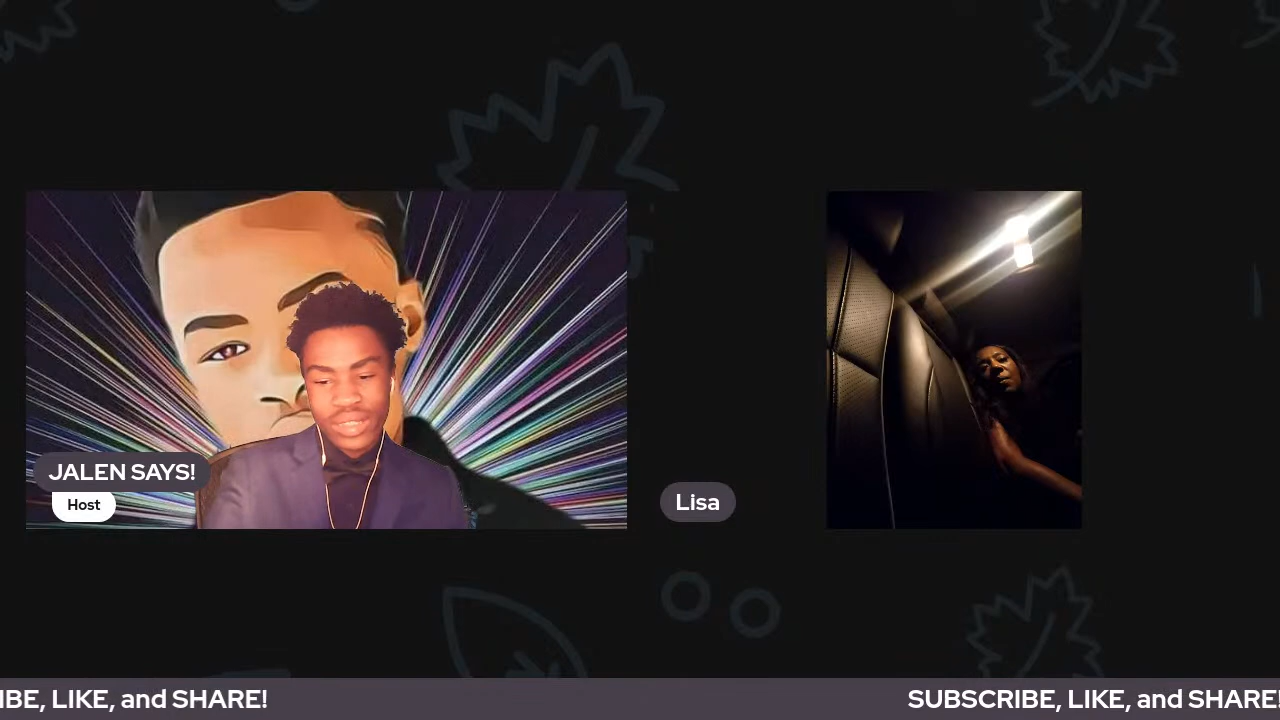 JALEN SAYS!
Host
Lisa
IBE, LIKE, and SHARE!
SUBSCRIBE, LIKE, and SHARE!